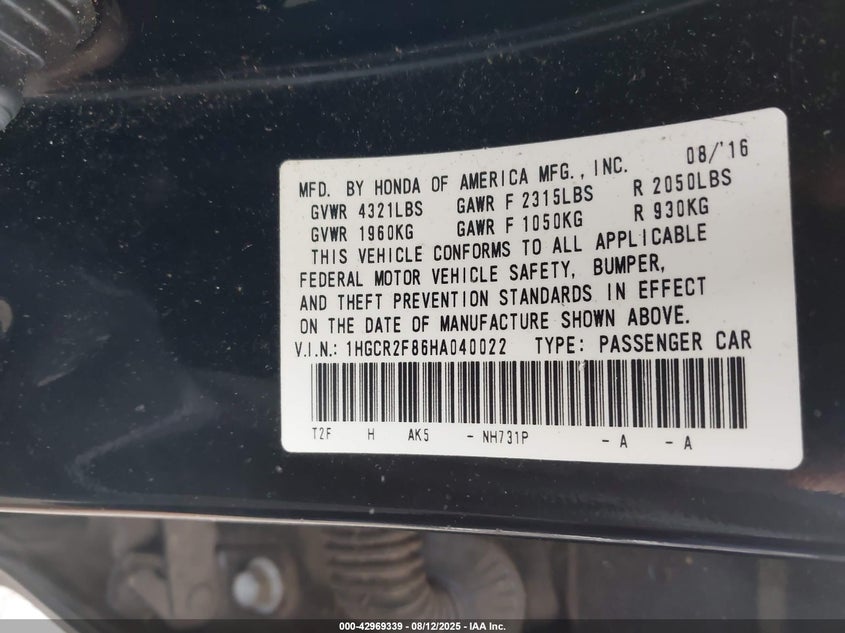 08/'16
MFD. BY HONDA OF AMERICA MFG., INC.
GVWR 4321LBS GAWR F 2315LBS R 2050LBS
GVWR 1960KG GAWR F 1050KG R 930KG
THIS VEHICLE CONFORMS TO ALL APPLICABLE
FEDERAL MOTOR VEHICLE SAFETY, BUMPER,
AND THEFT PREVENTION STANDARDS IN EFFECT
ON THE DATE OF MANUFACTURE SHOWN ABOVE.
V.I.N.: 1HGCR2F86HA040022 TYPE: PASSENGER CAR
T2F H AK5 - NH731P - A - A
000-42969339 - 08/12/2025 - IAA Inc.